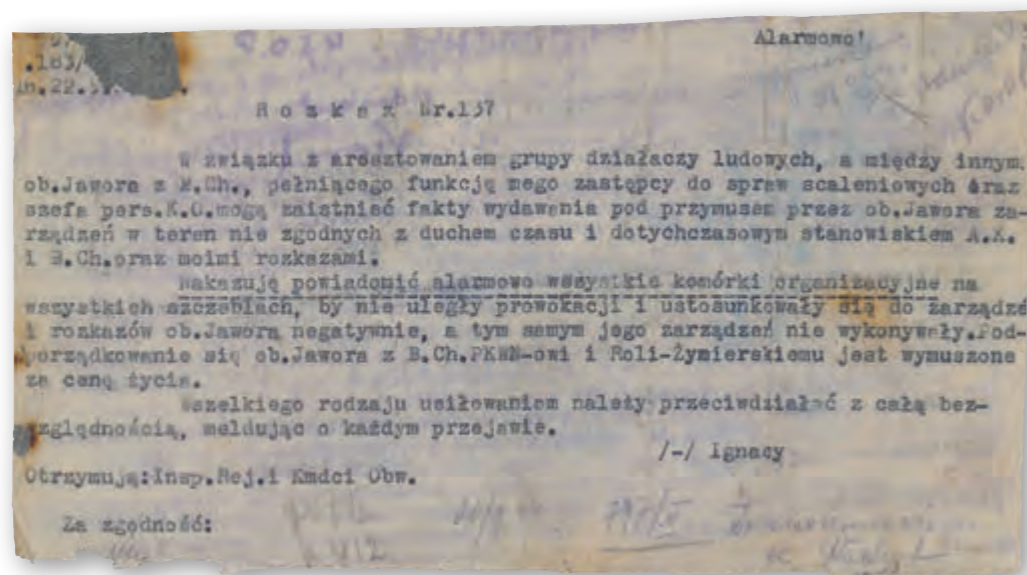 Alarmowo!
.163/
R o z k a z Nr.137
W związku z aresztowaniem grupy działaczy ludowych, a między innym.
ob.Jawora z B.Ch., pełniącego funkcję mego zastępcy do spraw scaleniowych oraz
szefa pers.K.O.mogą zaistnieć fakty wydawania pod przymusem przez ob.Jawora za-
rządzeń w teren nie zgodnych z duchem czasu i dotychczasowym stanowiskiem A.K.
i B.Ch.oraz moimi rozkazami.
Nakazuję powiadomić alarmowo wszystkie komórki organizacyjne na
wszystkich szczeblach, by nie uległy prowokacji i ustosunkowały się do zarządze
i rozkazów ob.Jawora negatywnie, a tym samym jego zarządzeń nie wykonywały.Pod-
porządkowanie się ob.Jawora z B.Ch.PKWN-owi i Roli-Żymierskiemu jest wymuszone
za cenę życia.
Wszelkiego rodzaju usiłowaniom należy przeciwdziałać z całą bez-
względnością, meldując o każdym przejawie.
/-/ Ignacy
Otrzymują:Insp.Rej.i Kmdci Obw.
Za zgodność: